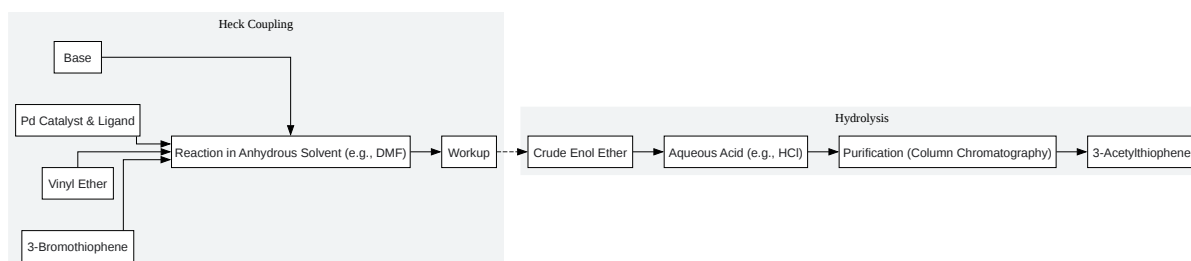 Heck Coupling
Base
Pd Catalyst & Ligand
Reaction in Anhydrous Solvent (e.g., DMF)
Workup
Vinyl Ether
3-Bromothiophene
Hydrolysis
Crude Enol Ether
Aqueous Acid (e.g., HCl)
Purification (Column Chromatography)
3-Acetylthiophene